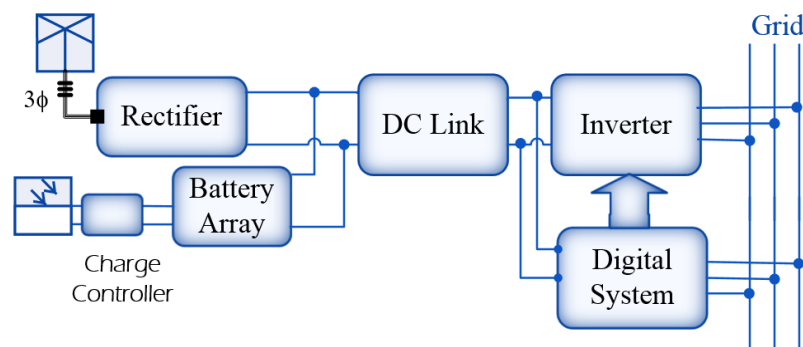 Grid
3ϕ
Rectifier
DC Link
Inverter
Battery
Array
Charge
Controller
Digital
System